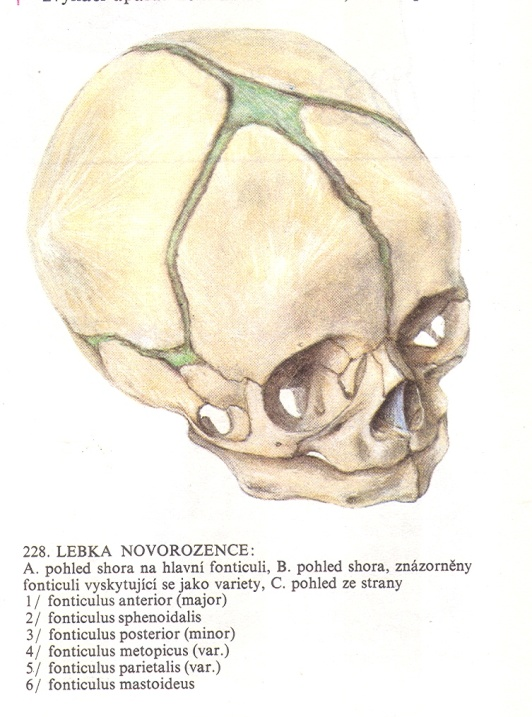 228. LEBKA NOVOROZENCE:
A. pohled shora na hlavní fonticuli, B. pohled shora, znázorněny
fonticuli vyskytující se jako variety, C. pohled ze strany
1/ fonticulus anterior (major)
2/ fonticulus sphenoidalis
3/ fonticulus posterior (minor)
4/ fonticulus metopicus (var.)
5/ fonticulus parietalis (var.)
6/ fonticulus mastoideus